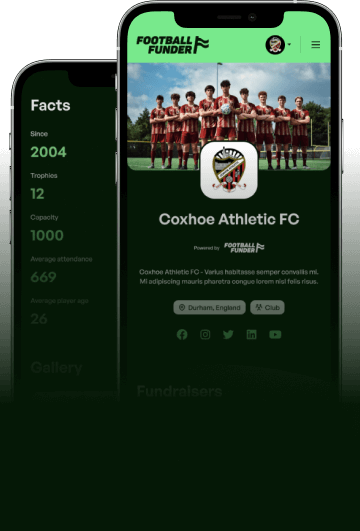 Facts
Since
2004
Trophies
12
Capacity
1000
Average attendance
669
Average player age
26
Gallery
FOOTBALL
FUNDER
Coxhoe Athletic FC
Powered by FOOTBALL
FUNDER
Coxhoe Athletic FC - Varius habitasse semper convallis mi.
Mi adipiscing mauris pharetra congue lorem nisl felis risus.
Durham, England Club
Fundraisers